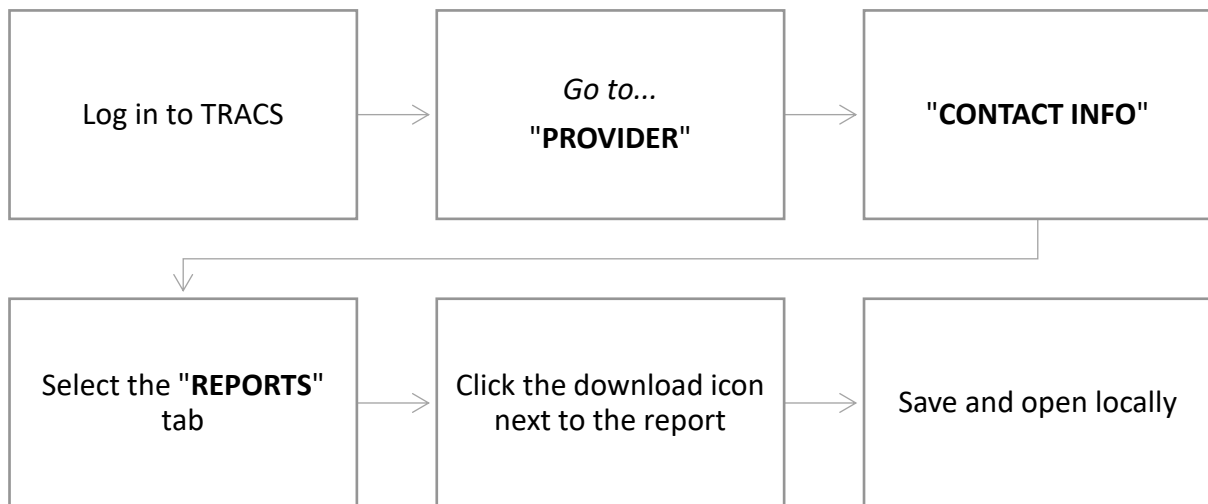 Log in to TRACS
Go to...
"PROVIDER"
"CONTACT INFO"
Select the "REPORTS"
tab
Click the download icon
next to the report
Save and open locally